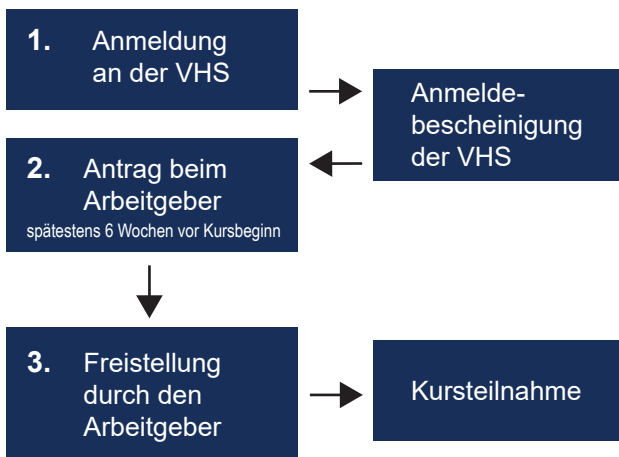 1. Anmeldung
an der VHS
Anmelde-
bescheinigung
der VHS
2. Antrag beim
Arbeitgeber
spätestens 6 Wochen vor Kursbeginn
3. Freistellung
durch den
Arbeitgeber
Kursteilnahme